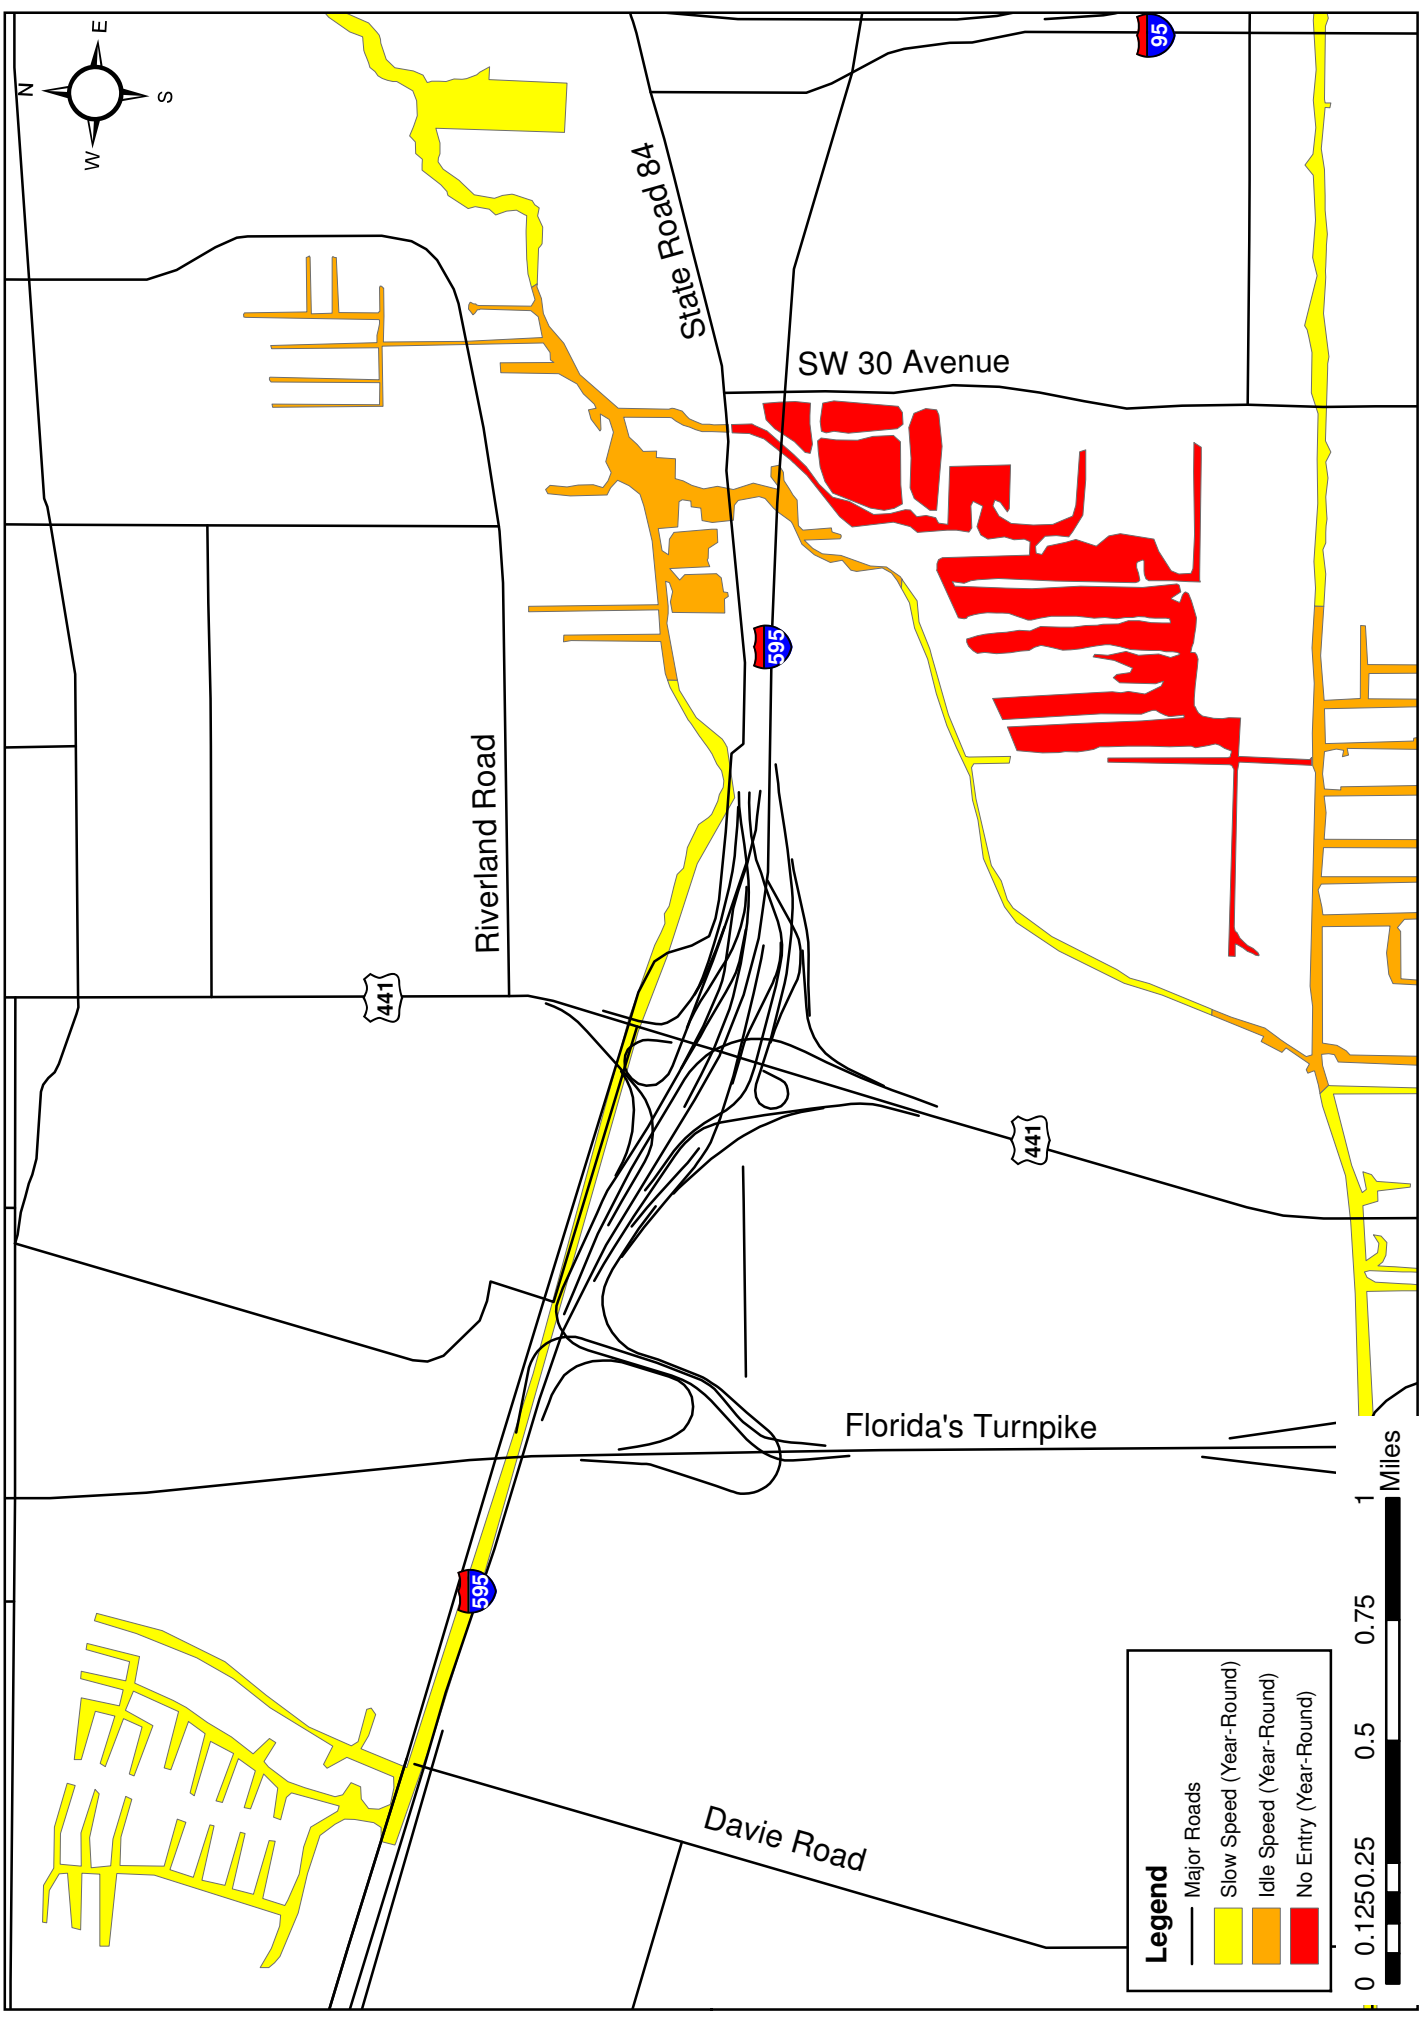 N
E
S
W
95
State Road 84
SW 30 Avenue
595
Riverland Road
441
441
Florida's Turnpike
595
Davie Road
Legend
Major Roads
Slow Speed (Year-Round)
Idle Speed (Year-Round)
No Entry (Year-Round)
0 0.125 0.25 0.5 0.75 1
Miles